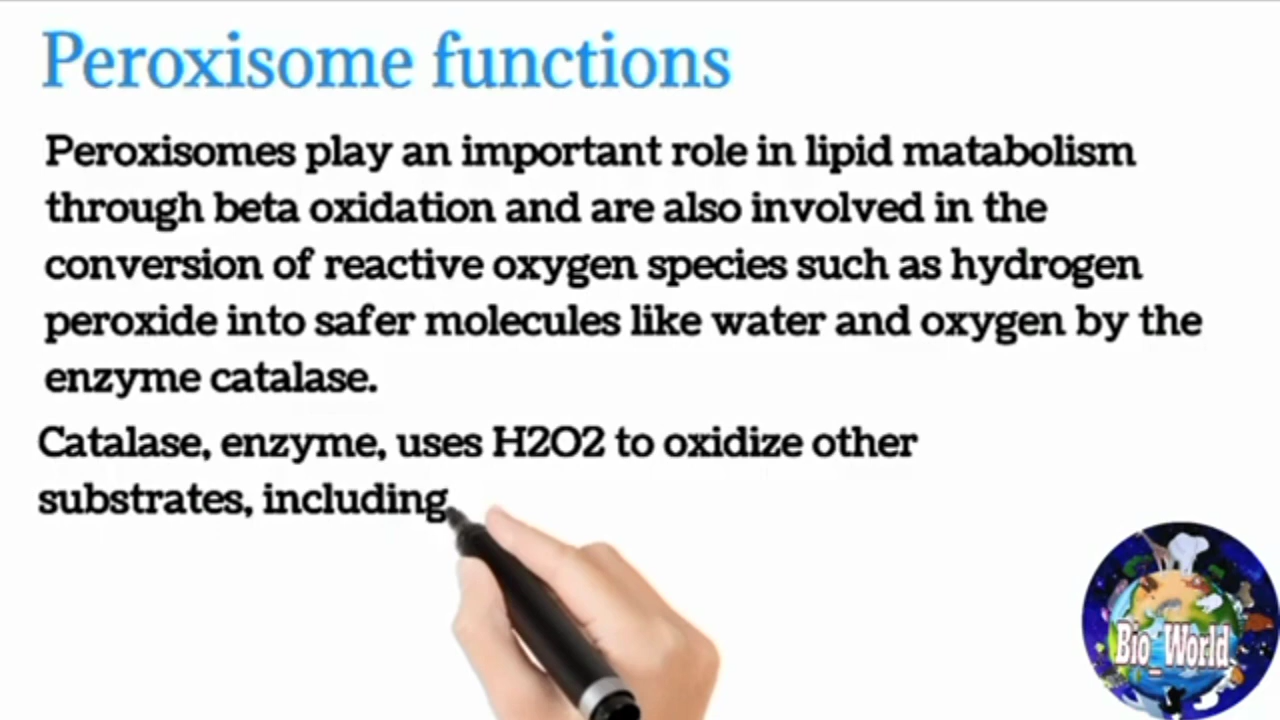 Peroxisome functions
Peroxisomes play an important role in lipid matabolism
through beta oxidation and are also involved in the
conversion of reactive oxygen species such as hydrogen
peroxide into safer molecules like water and oxygen by the
enzyme catalase.
Catalase, enzyme, uses H2O2 to oxidize other
substrates, including
Bio_World